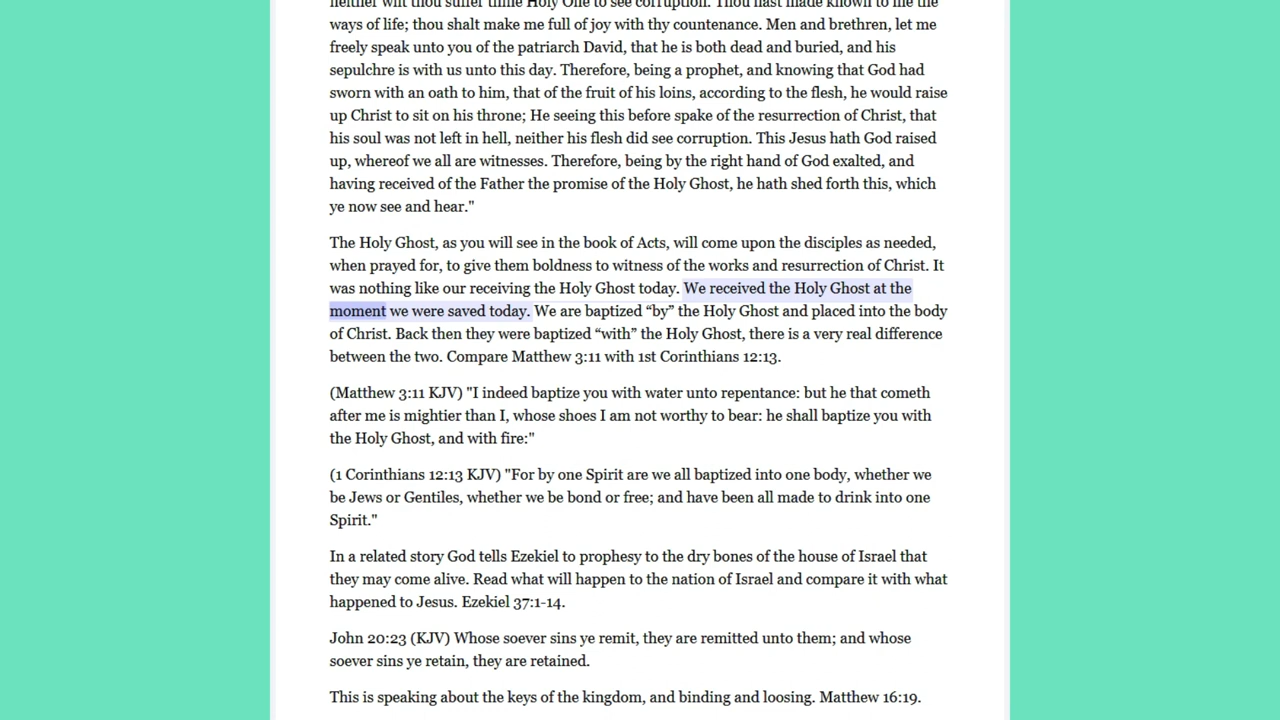 neither wilt thou suffer thine Holy One to see corruption. Thou hast made known to me the
ways of life; thou shalt make me full of joy with thy countenance. Men and brethren, let me
freely speak unto you of the patriarch David, that he is both dead and buried, and his
sepulchre is with us unto this day. Therefore, being a prophet, and knowing that God had
sworn with an oath to him, that of the fruit of his loins, according to the flesh, he would raise
up Christ to sit on his throne; He seeing this before spake of the resurrection of Christ, that
his soul was not left in hell, neither his flesh did see corruption. This Jesus hath God raised
up, whereof we all are witnesses. Therefore, being by the right hand of God exalted, and
having received of the Father the promise of the Holy Ghost, he hath shed forth this, which
ye now see and hear."
The Holy Ghost, as you will see in the book of Acts, will come upon the disciples as needed,
when prayed for, to give them boldness to witness of the works and resurrection of Christ. It
was nothing like our receiving the Holy Ghost today. We received the Holy Ghost at the
moment we were saved today. We are baptized “by” the Holy Ghost and placed into the body
of Christ. Back then they were baptized “with” the Holy Ghost, there is a very real difference
between the two. Compare Matthew 3:11 with 1st Corinthians 12:13.
(Matthew 3:11 KJV) "I indeed baptize you with water unto repentance: but he that cometh
after me is mightier than I, whose shoes I am not worthy to bear: he shall baptize you with
the Holy Ghost, and with fire:"
(1 Corinthians 12:13 KJV) "For by one Spirit are we all baptized into one body, whether we
be Jews or Gentiles, whether we be bond or free; and have been all made to drink into one
Spirit."
In a related story God tells Ezekiel to prophesy to the dry bones of the house of Israel that
they may come alive. Read what will happen to the nation of Israel and compare it with what
happened to Jesus. Ezekiel 37:1-14.
John 20:23 (KJV) Whose soever sins ye remit, they are remitted unto them; and whose
soever sins ye retain, they are retained.
This is speaking about the keys of the kingdom, and binding and loosing. Matthew 16:19.